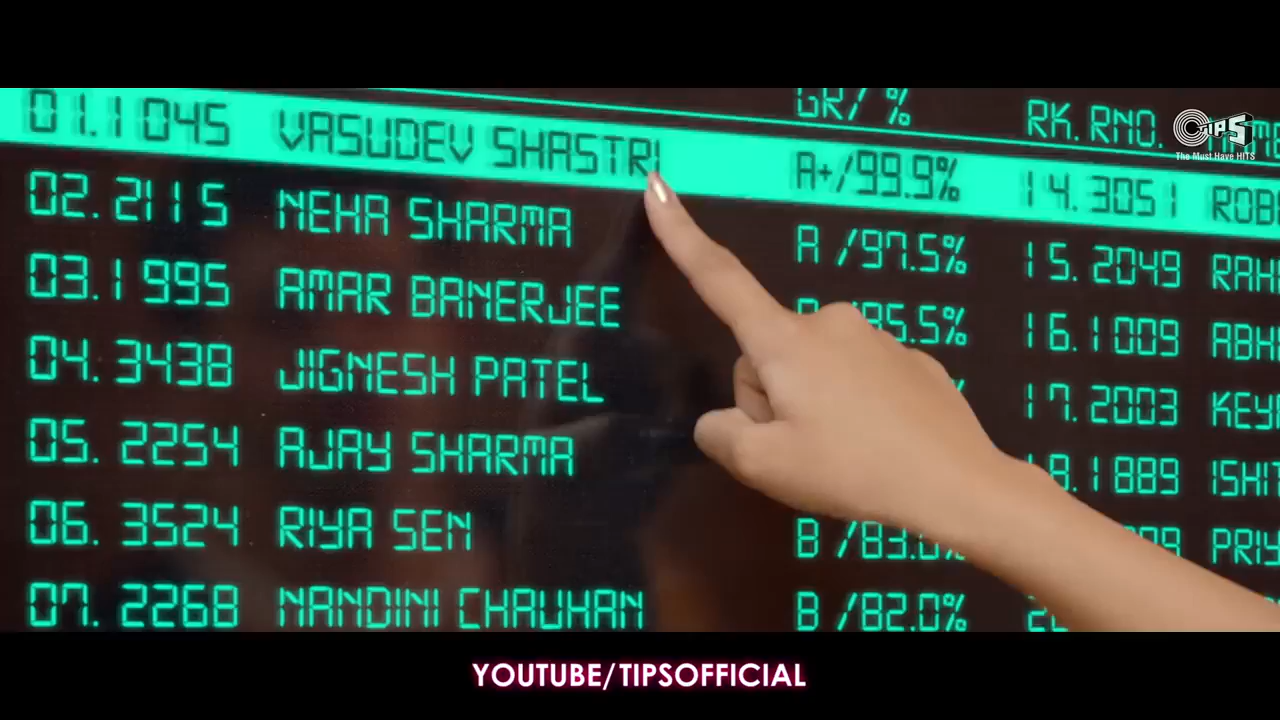 GR/ % RK. RNO.
01.1045 VASUDEV SHASTRI A+/99.9% 14.3051
02.2115 NEHA SHARMA A /97.5% 15.2049
03.1995 AMAR BANERJEE 16.1009
04.3438 JIGNESH PATEL 17.2003
05.2254 AJAY SHARMA
06.3524 RIYA SEN B /83.0%
07.2268 NANDINI CHAUHAN B /82.0%
TIPS
The Must Have HITS
YOUTUBE/TIPSOFFICIAL